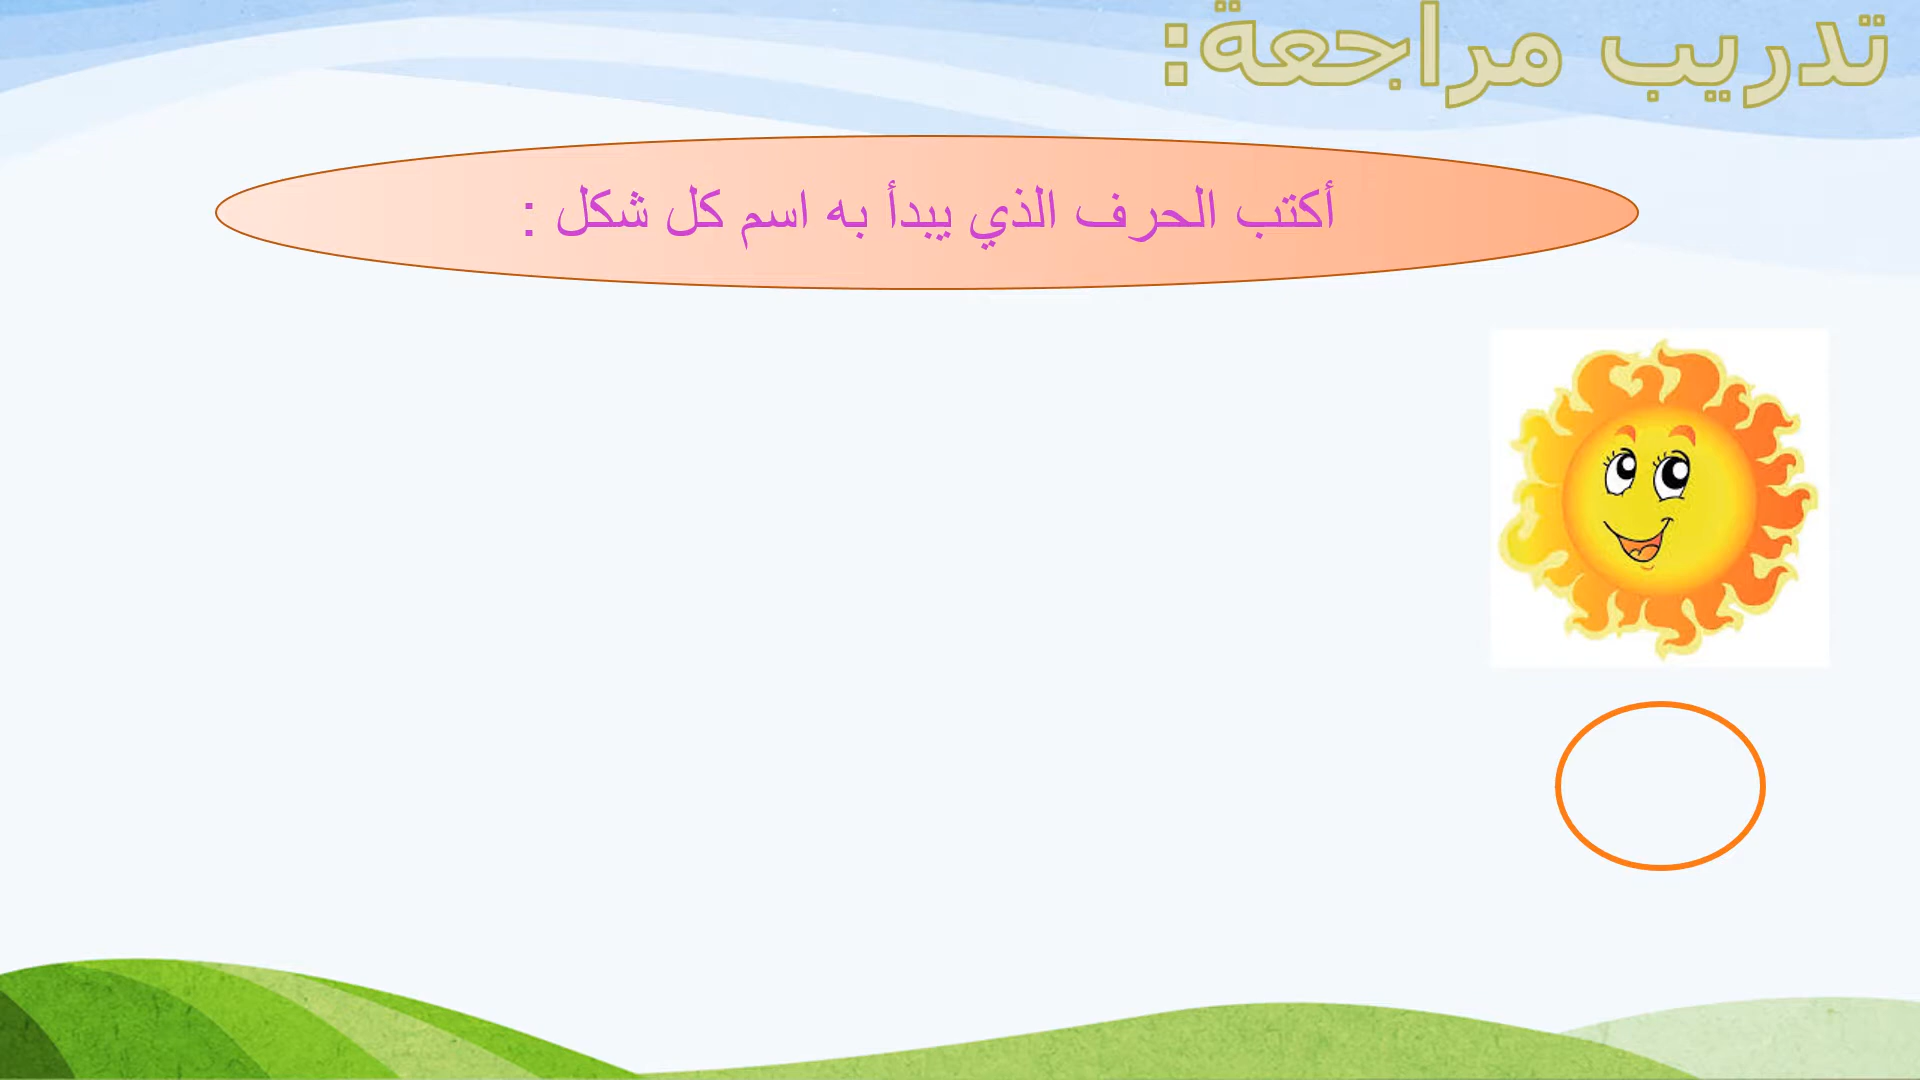 تدريب مراجعة:
أكتب الحرف الذي يبدأ به اسم كل شكل :